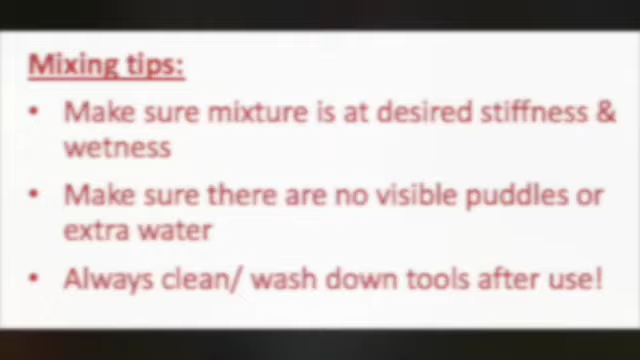 Mixing tips:
• Make sure mixture is at desired stiffness &
wetness
• Make sure there are no visible puddles or
extra water
• Always clean/ wash down tools after use!